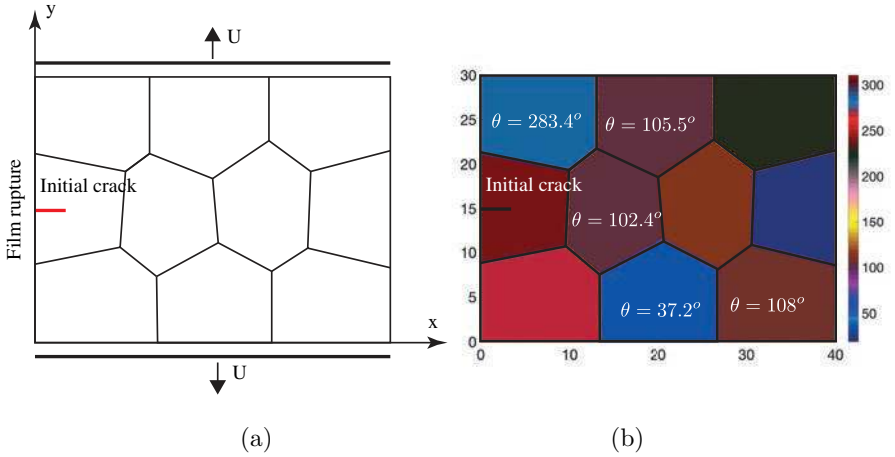 y
U
Film rupture
Initial crack
x
U
(a)
30
25
20
15
10
5
0
0
10
20
30
40
θ = 283.4°
θ = 105.5°
Initial crack
θ = 102.4°
θ = 37.2°
θ = 108°
300
250
200
150
100
50
(b)